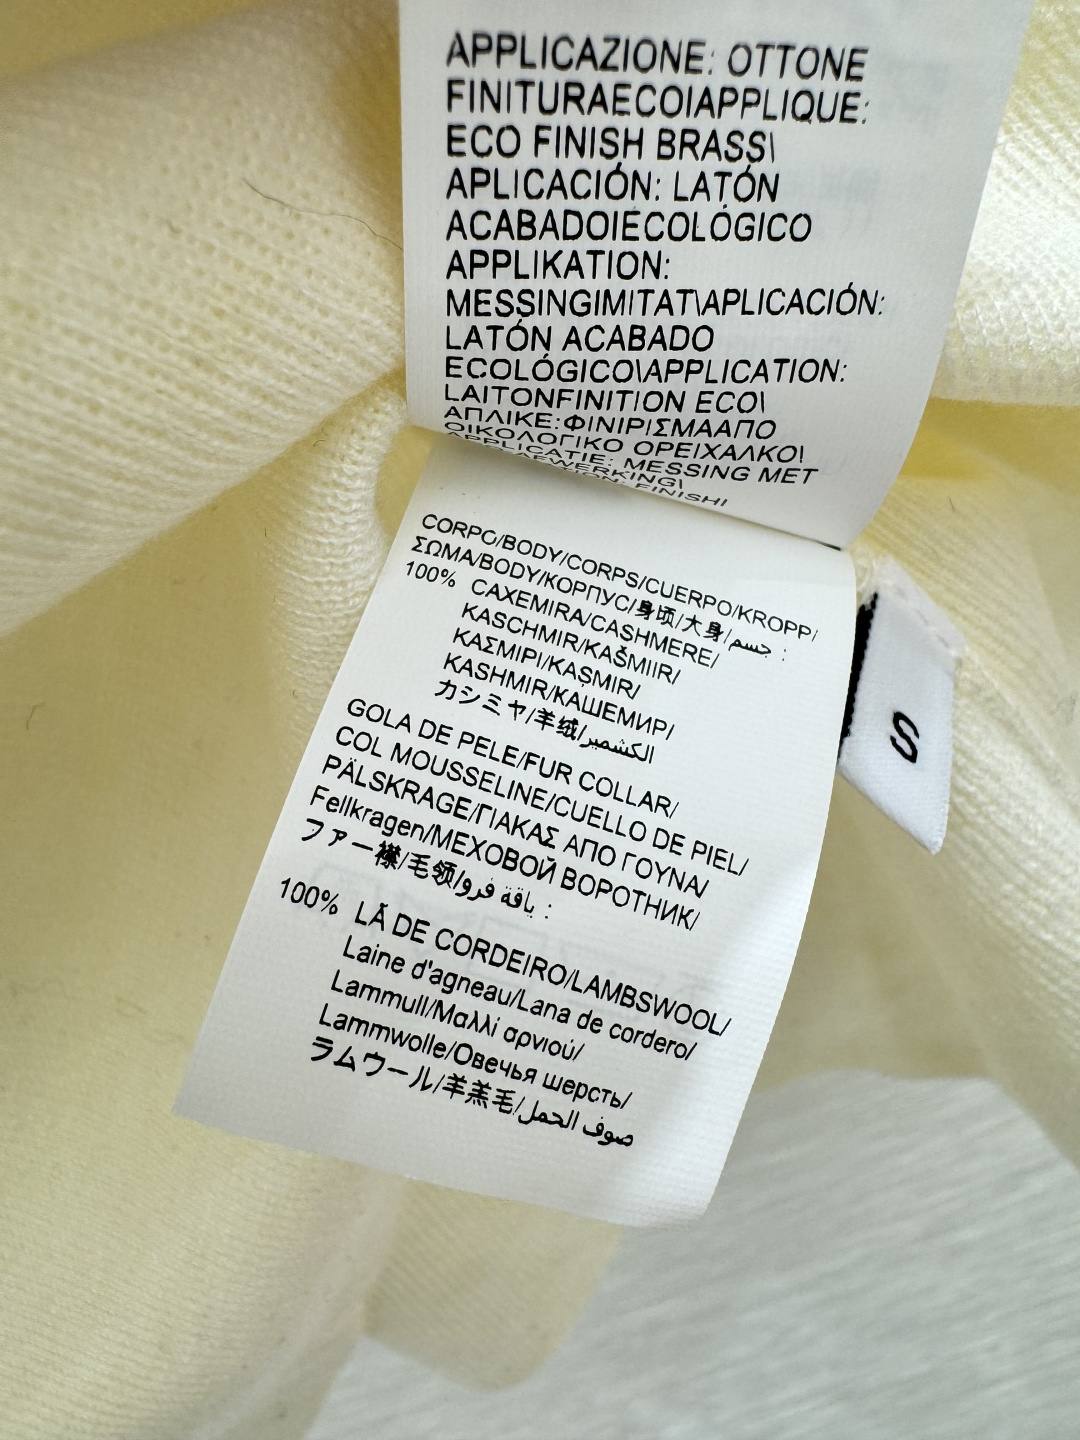 APPLICAZIONE: OTTONE
FINITURAECOIAPPLIQUE:
ECO FINISH BRASS\
APLICACIÓN: LATÓN
ACABADOIECOLÓGICO
APPLIKATION:
MESSINGIMITAT\APLICACIÓN:
LATÓN ACABADO
ECOLÓGICO\APPLICATION:
LAITONFINITION ECO\
ΑΠΛΙΚΕ:ΦΙΝΙΡΙΣΜΑΑΠΟ
ΟΙΚΟΛΟΓΙΚΟ ΟΡΕΙΧΑΛΚΟ\
APPLICATIE: MESSING MET
FINISH\
CORPO/BODY/CORPS/CUERPO/KROPP/
ΣΩΜΑ/BODY/КОРПУС/身頃/大身/جسم :
100% CAXEMIRA/CASHMERE/
KASCHMIR/KAŠMIIR/
ΚΑΣΜΙΡΙ/KAŞMIR/
KASHMIR/КАШЕМИР/
カシミヤ/羊绒/الكشمير
GOLA DE PELE/FUR COLLAR/
COL MOUSSELINE/CUELLO DE PIEL/
PÄLSKRAGE/ΓΙΑΚΑΣ ΑΠΟ ΓΟΥΝΑ/
Fellkragen/МЕХОВОЙ ВОРОТНИК/
ファー襟/毛领/ياقة فرو :
100% LÃ DE CORDEIRO/LAMBSWOOL/
Laine d'agneau/Lana de cordero/
Lammull/Μαλλί αρνιού/
Lammwolle/Овечья шерсть/
ラムウール/羊羔毛/صوف الحمل
S